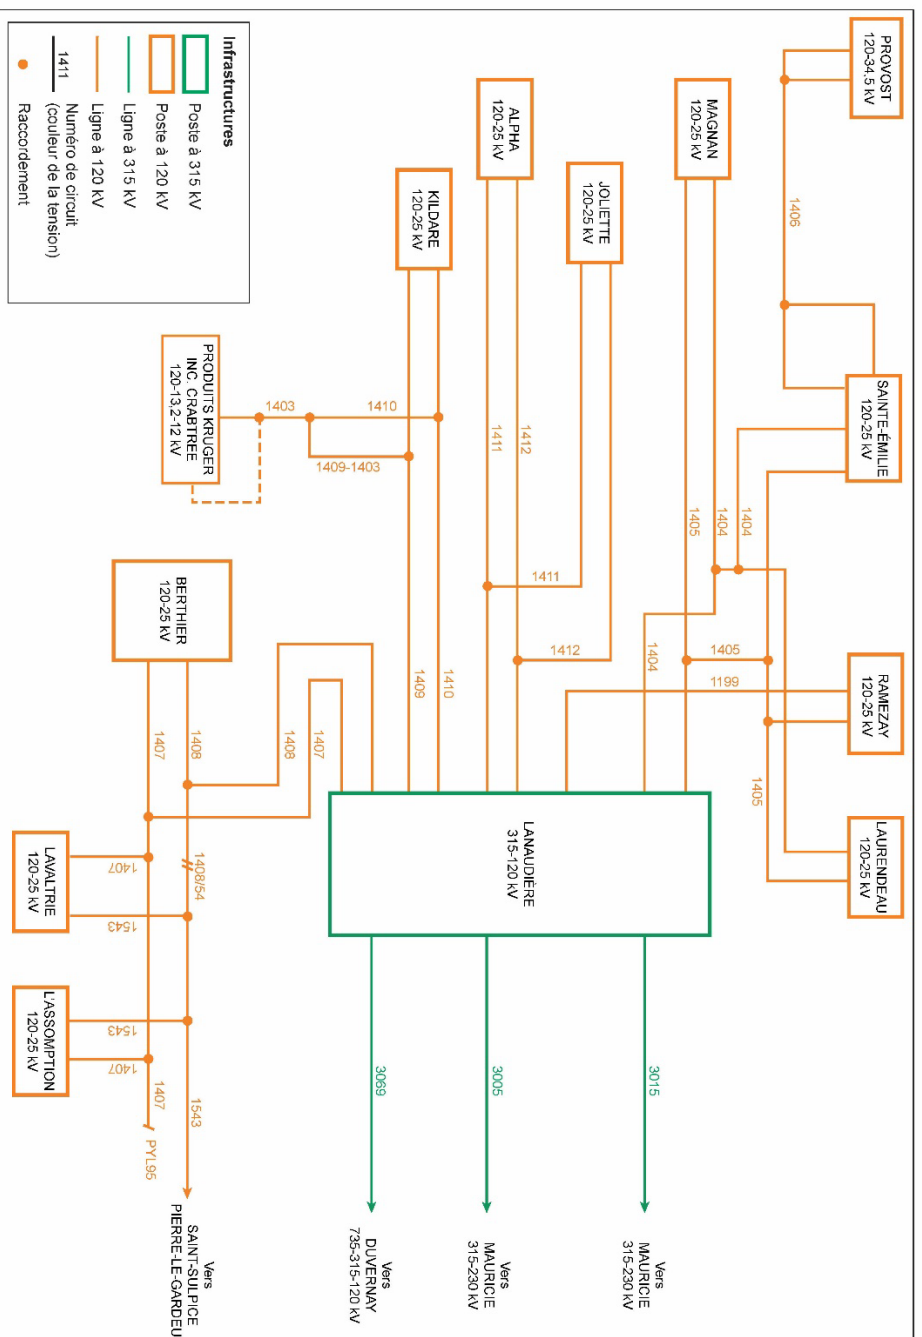 Infrastructures
Poste à 315 kV
Poste à 120 kV
Ligne à 315 kV
Ligne à 120 kV
1411
Numéro de circuit
(couleur de la tension)
Raccordement
PROVOST
120-34,5 kV
1406
SAINTE-ÉMILIE
120-25 kV
RAMEZAY
120-25 kV
LAURENDEAU
120-25 kV
MAGNAN
120-25 kV
1404
1404
1405
1405
1404
1199
1405
JOLIETTE
120-25 kV
ALPHA
120-25 kV
1412
1411
1411
1412
KILDARE
120-25 kV
1410
1403
1409-1403
1410
1409
PRODUITS KRUGER
INC. CRABTREE
120-13,2-12 kV
LANAUDIÈRE
315-120 kV
3015
3005
3069
Vers
MAURICIE
315-230 kV
Vers
MAURICIE
315-230 kV
Vers
DUVERNAY
735-315-120 kV
BERTHIER
120-25 kV
1408
1407
1408
1407
1408/54
1407
1543
1543
1407
1407
1543
PYL95
LAVALTRIE
120-25 kV
L'ASSOMPTION
120-25 kV
Vers
SAINT-SULPICE
PIERRE-LE-GARDEU